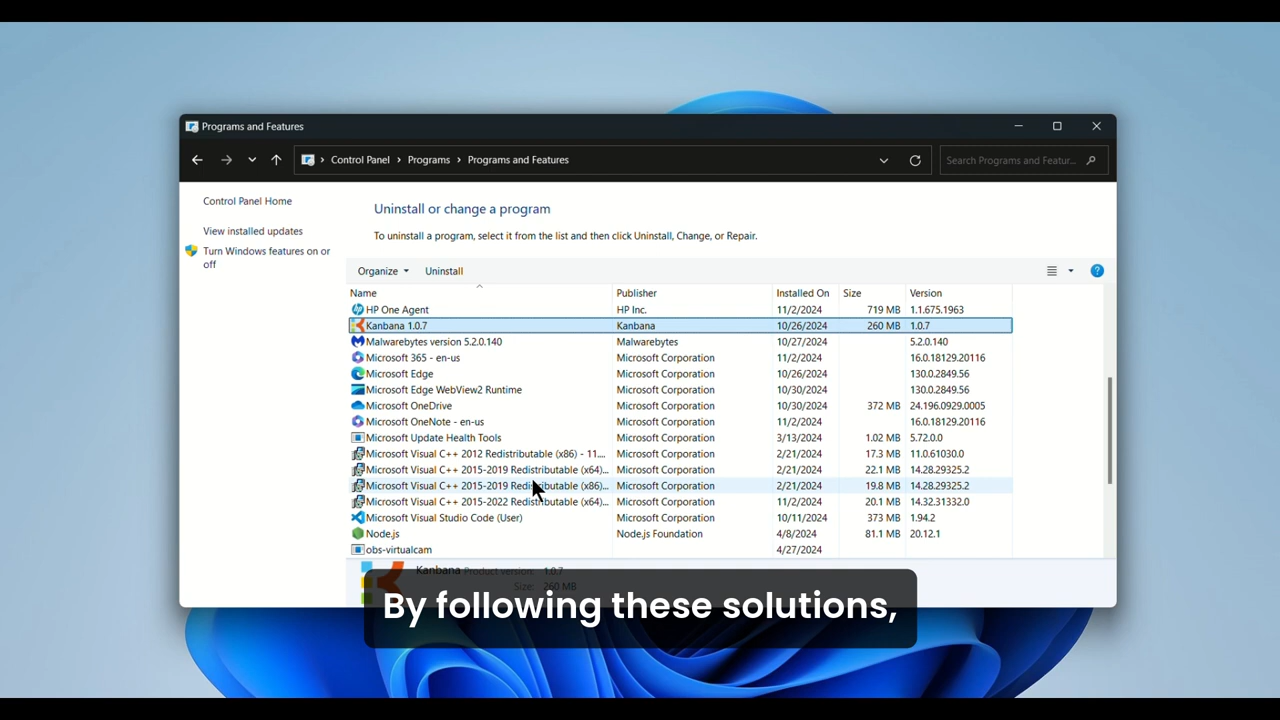 Programs and Features
Control Panel > Programs > Programs and Features
Search Programs and Featur...
Control Panel Home
View installed updates
Turn Windows features on or
off
Uninstall or change a program
To uninstall a program, select it from the list and then click Uninstall, Change, or Repair.
Organize Uninstall
Name Publisher Installed On Size Version
HP One Agent HP Inc. 11/2/2024 719 MB 1.1.675.1963
Kanbana 1.0.7 Kanbana 10/26/2024 260 MB 1.0.7
Malwarebytes version 5.2.0.140 Malwarebytes 10/27/2024 5.2.0.140
Microsoft 365 - en-us Microsoft Corporation 11/2/2024 16.0.18129.20116
Microsoft Edge Microsoft Corporation 10/26/2024 130.0.2849.56
Microsoft Edge WebView2 Runtime Microsoft Corporation 10/30/2024 130.0.2849.56
Microsoft OneDrive Microsoft Corporation 10/30/2024 372 MB 24.196.0929.0005
Microsoft OneNote - en-us Microsoft Corporation 11/2/2024 16.0.18129.20116
Microsoft Update Health Tools Microsoft Corporation 3/13/2024 1.02 MB 5.72.0.0
Microsoft Visual C++ 2012 Redistributable (x86) - 11.... Microsoft Corporation 2/21/2024 17.3 MB 11.0.61030.0
Microsoft Visual C++ 2015-2019 Redistributable (x64)... Microsoft Corporation 2/21/2024 22.1 MB 14.28.29325.2
Microsoft Visual C++ 2015-2019 Redistributable (x86)... Microsoft Corporation 2/21/2024 19.8 MB 14.28.29325.2
Microsoft Visual C++ 2015-2022 Redistributable (x64)... Microsoft Corporation 11/2/2024 20.1 MB 14.32.31332.0
Microsoft Visual Studio Code (User) Microsoft Corporation 10/11/2024 373 MB 1.94.2
Node.js Node.js Foundation 4/8/2024 81.1 MB 20.12.1
obs-virtualcam 4/27/2024
Kanbana Product version: 1.0.7
Size: 260 MB
By following these solutions,